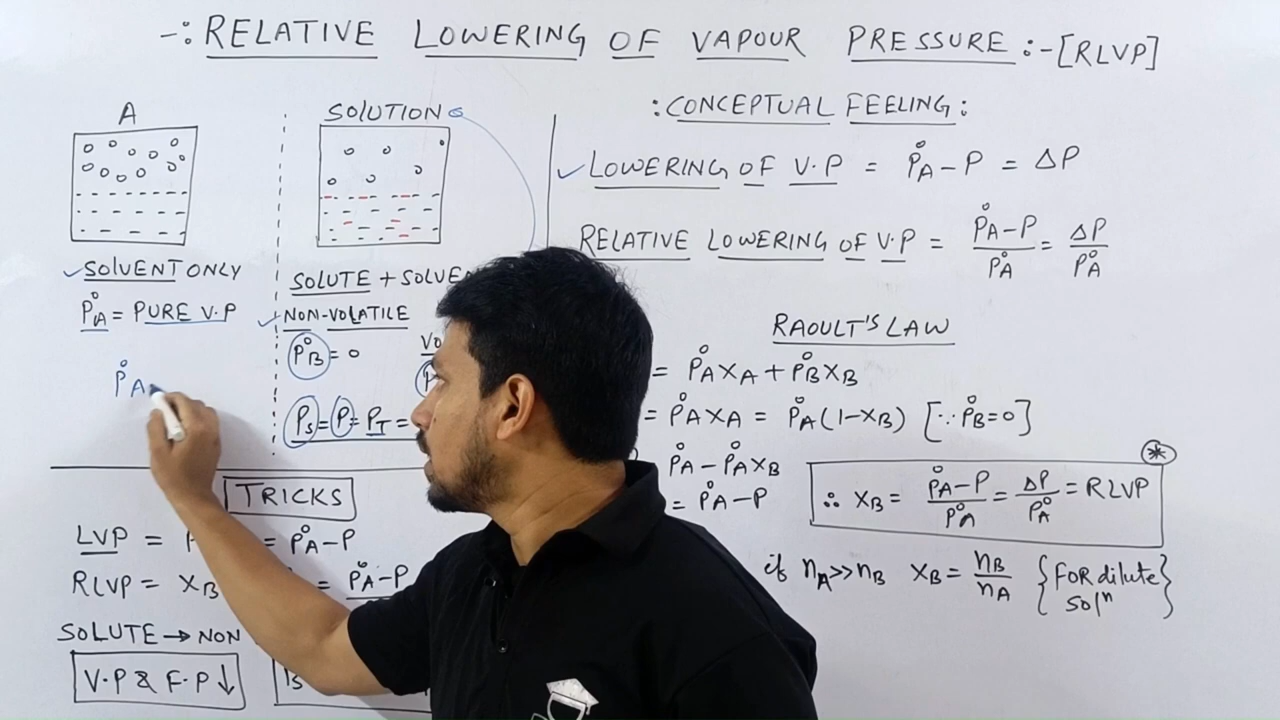 -: RELATIVE LOWERING OF VAPOUR PRESSURE :- [RLVP]
A
SOLVENT ONLY
P°A = PURE V.P
P°A
SOLUTION
SOLUTE + SOLVE
NON-VOLATILE
P°B = 0
Ps = P = PT =
: CONCEPTUAL FEELING :
LOWERING OF V.P = P°A - P = ΔP
RELATIVE LOWERING OF V.P = P°A - P / P°A = ΔP / P°A
RAOULT'S LAW
= P°A XA + P°B XB
= P°A XA = P°A (1 - XB) [∵ P°B = 0]
P°A - P°A XB
= P°A - P
∴ XB = P°A - P / P°A = ΔP / P°A = RLVP
if nA >> nB XB = nB / nA {FOR dilute solⁿ}
TRICKS
LVP = = P°A - P
RLVP = XB = P°A - P
SOLUTE → NON
V.P & F.P ↓